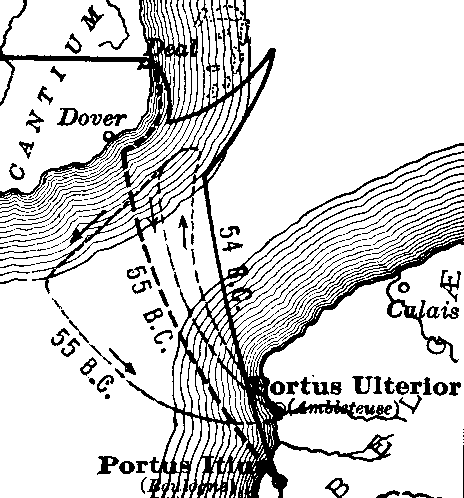 Deal
CANTIUM
Dover
54 B.C.
55 B.C.
Calais
55 B.C.
Portus Ulterior
(Ambleteuse)
Portus Itius
(Boulogne)